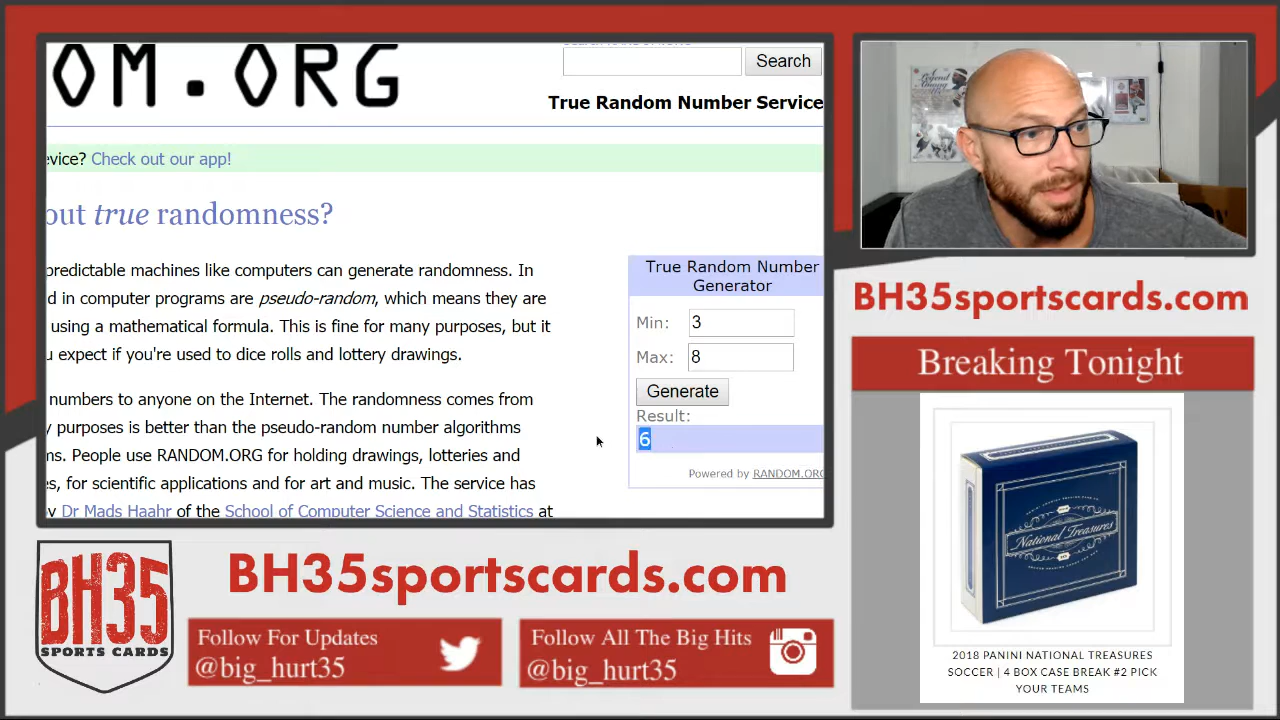 OM.ORG
Search
True Random Number Service
evice? Check out our app!
out true randomness?
predictable machines like computers can generate randomness. In
d in computer programs are pseudo-random, which means they are
using a mathematical formula. This is fine for many purposes, but it
u expect if you're used to dice rolls and lottery drawings.
numbers to anyone on the Internet. The randomness comes from
y purposes is better than the pseudo-random number algorithms
ms. People use RANDOM.ORG for holding drawings, lotteries and
s, for scientific applications and for art and music. The service has
y Dr Mads Haahr of the School of Computer Science and Statistics at
True Random Number
Generator
Min: 3
Max: 8
Generate
Result:
6
Powered by RANDOM.ORG
BH35sportscards.com
Breaking Tonight
National Treasures
2018 PANINI NATIONAL TREASURES
SOCCER | 4 BOX CASE BREAK #2 PICK
YOUR TEAMS
BH35
SPORTS CARDS
BH35sportscards.com
Follow For Updates
@big_hurt35
Follow All The Big Hits
@big_hurt35